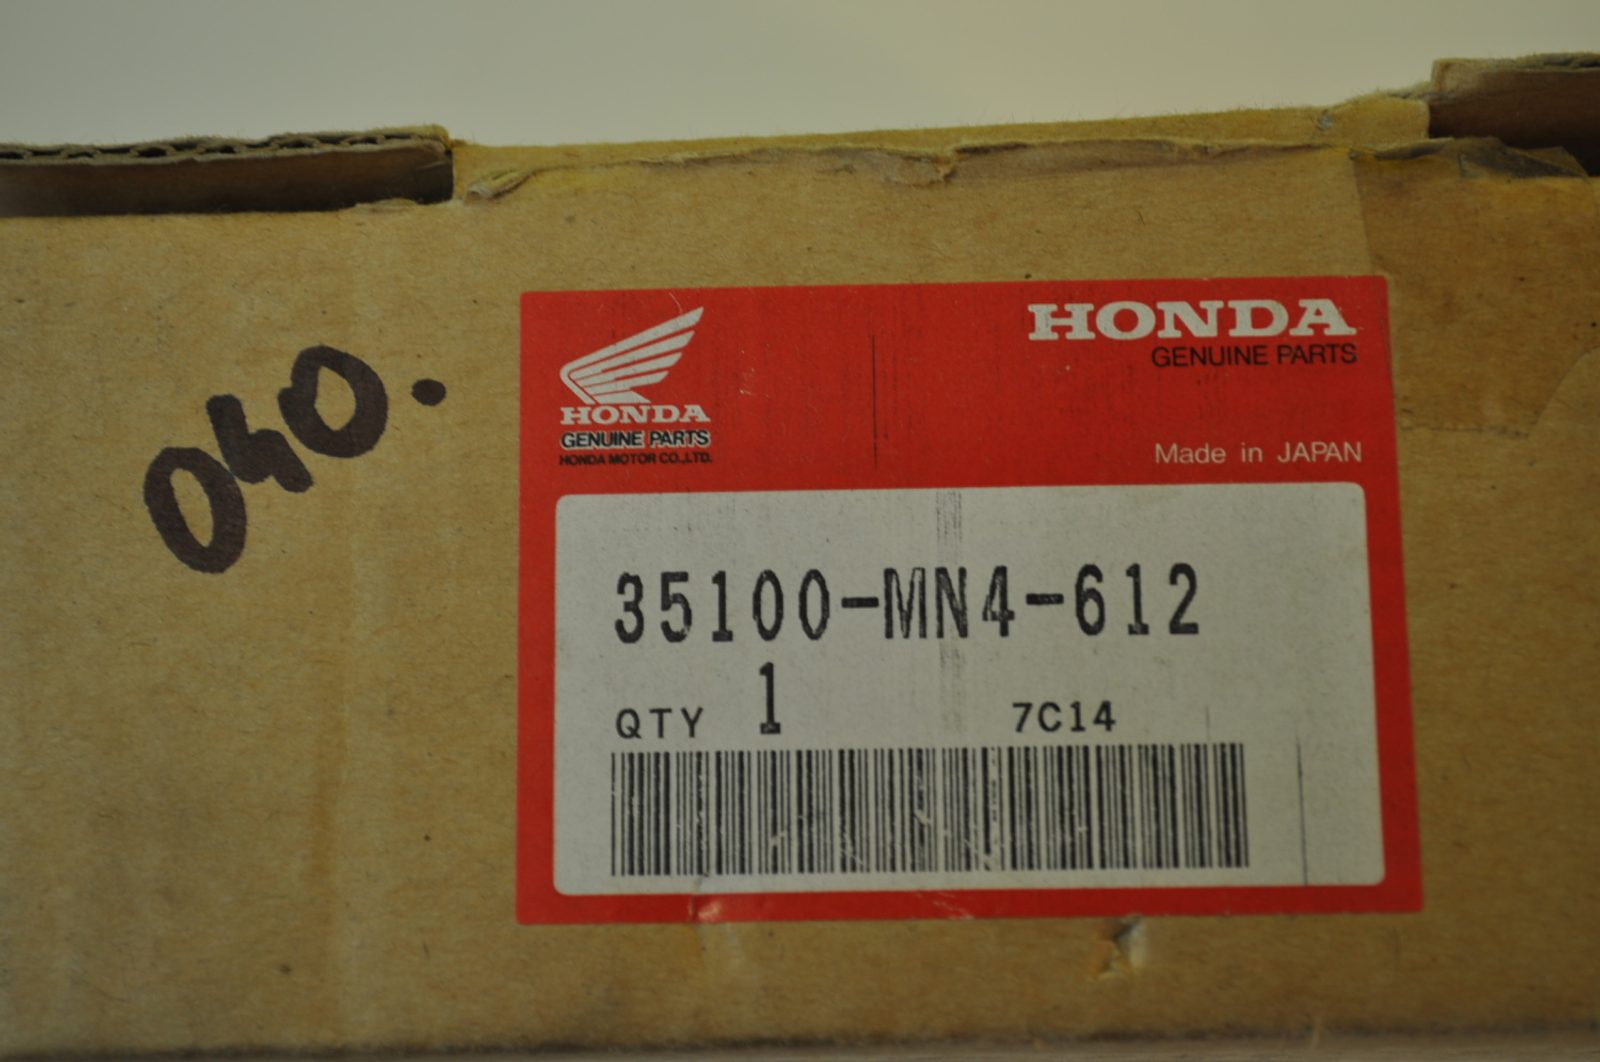 040.
HONDA
GENUINE PARTS
HONDA MOTOR CO.,LTD.
HONDA
GENUINE PARTS
Made in JAPAN
35100-MN4-612
QTY 1 7C14